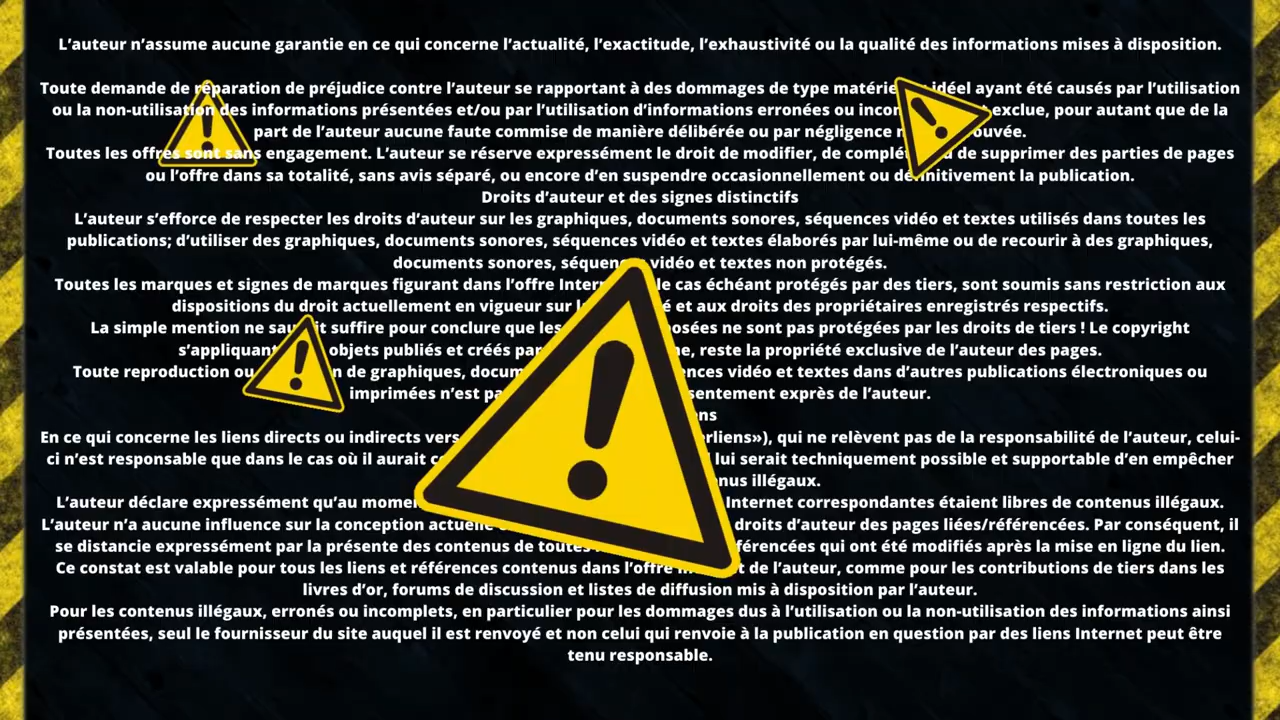 L’auteur n’assume aucune garantie en ce qui concerne l’actualité, l’exactitude, l’exhaustivité ou la qualité des informations mises à disposition.
Toute demande de réparation de préjudice contre l’auteur se rapportant à des dommages de type matérie idéel ayant été causés par l’utilisation
ou la non-utilisation des informations présentées et/ou par l’utilisation d’informations erronées ou incom exclue, pour autant que de la
part de l’auteur aucune faute commise de manière délibérée ou par négligence
Toutes les offres sont sans engagement. L’auteur se réserve expressément le droit de modifier, de de supprimer des parties de pages
ou l’offre dans sa totalité, sans avis séparé, ou encore d’en suspendre occasionnellement ou définitivement la publication.
Droits d’auteur et des signes distinctifs
L’auteur s’efforce de respecter les droits d’auteur sur les graphiques, documents sonores, séquences vidéo et textes utilisés dans toutes les
publications; d’utiliser des graphiques, documents sonores, séquences vidéo et textes élaborés par lui-même ou de recourir à des graphiques,
documents sonores, séquences vidéo et textes non protégés.
Toutes les marques et signes de marques figurant dans l’offre le cas échéant protégés par des tiers, sont soumis sans restriction aux
dispositions du droit actuellement en vigueur sur et aux droits des propriétaires enregistrés respectifs.
La simple mention ne suffire pour conclure que les ne sont pas protégées par les droits de tiers ! Le copyright
objets publiés et créés par reste la propriété exclusive de l’auteur des pages.
Toute reproduction ou de graphiques, vidéo et textes dans d’autres publications électroniques ou
imprimées n’est exprès de l’auteur.
En ce qui concerne les liens directs ou indirects vers qui ne relèvent pas de la responsabilité de l’auteur, celui-
ci n’est responsable que dans le cas où il aurait lui serait techniquement possible et supportable d’en empêcher
illégaux.
L’auteur déclare expressément qu’au Internet correspondantes étaient libres de contenus illégaux.
L’auteur n’a aucune influence sur la conception actuelle droits d’auteur des pages liées/référencées. Par conséquent, il
se distancie expressément par la présente des contenus de toutes qui ont été modifiés après la mise en ligne du lien.
Ce constat est valable pour tous les liens et références contenus dans l’offre de l’auteur, comme pour les contributions de tiers dans les
livres d’or, forums de discussion et listes de diffusion mis à disposition par l’auteur.
Pour les contenus illégaux, erronés ou incomplets, en particulier pour les dommages dus à l’utilisation ou la non-utilisation des informations ainsi
présentées, seul le fournisseur du site auquel il est renvoyé et non celui qui renvoie à la publication en question par des liens Internet peut être
tenu responsable.